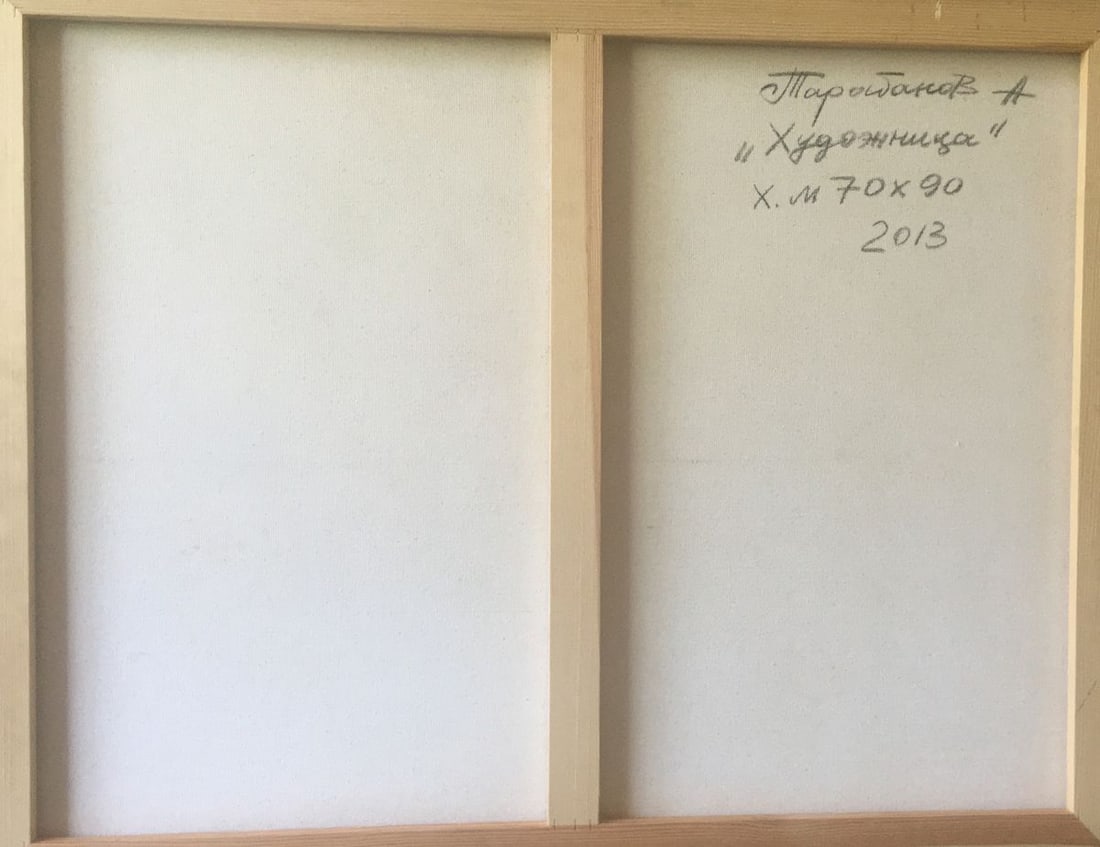 Таробанов А
„Художница"
Х. м 70х90
2013